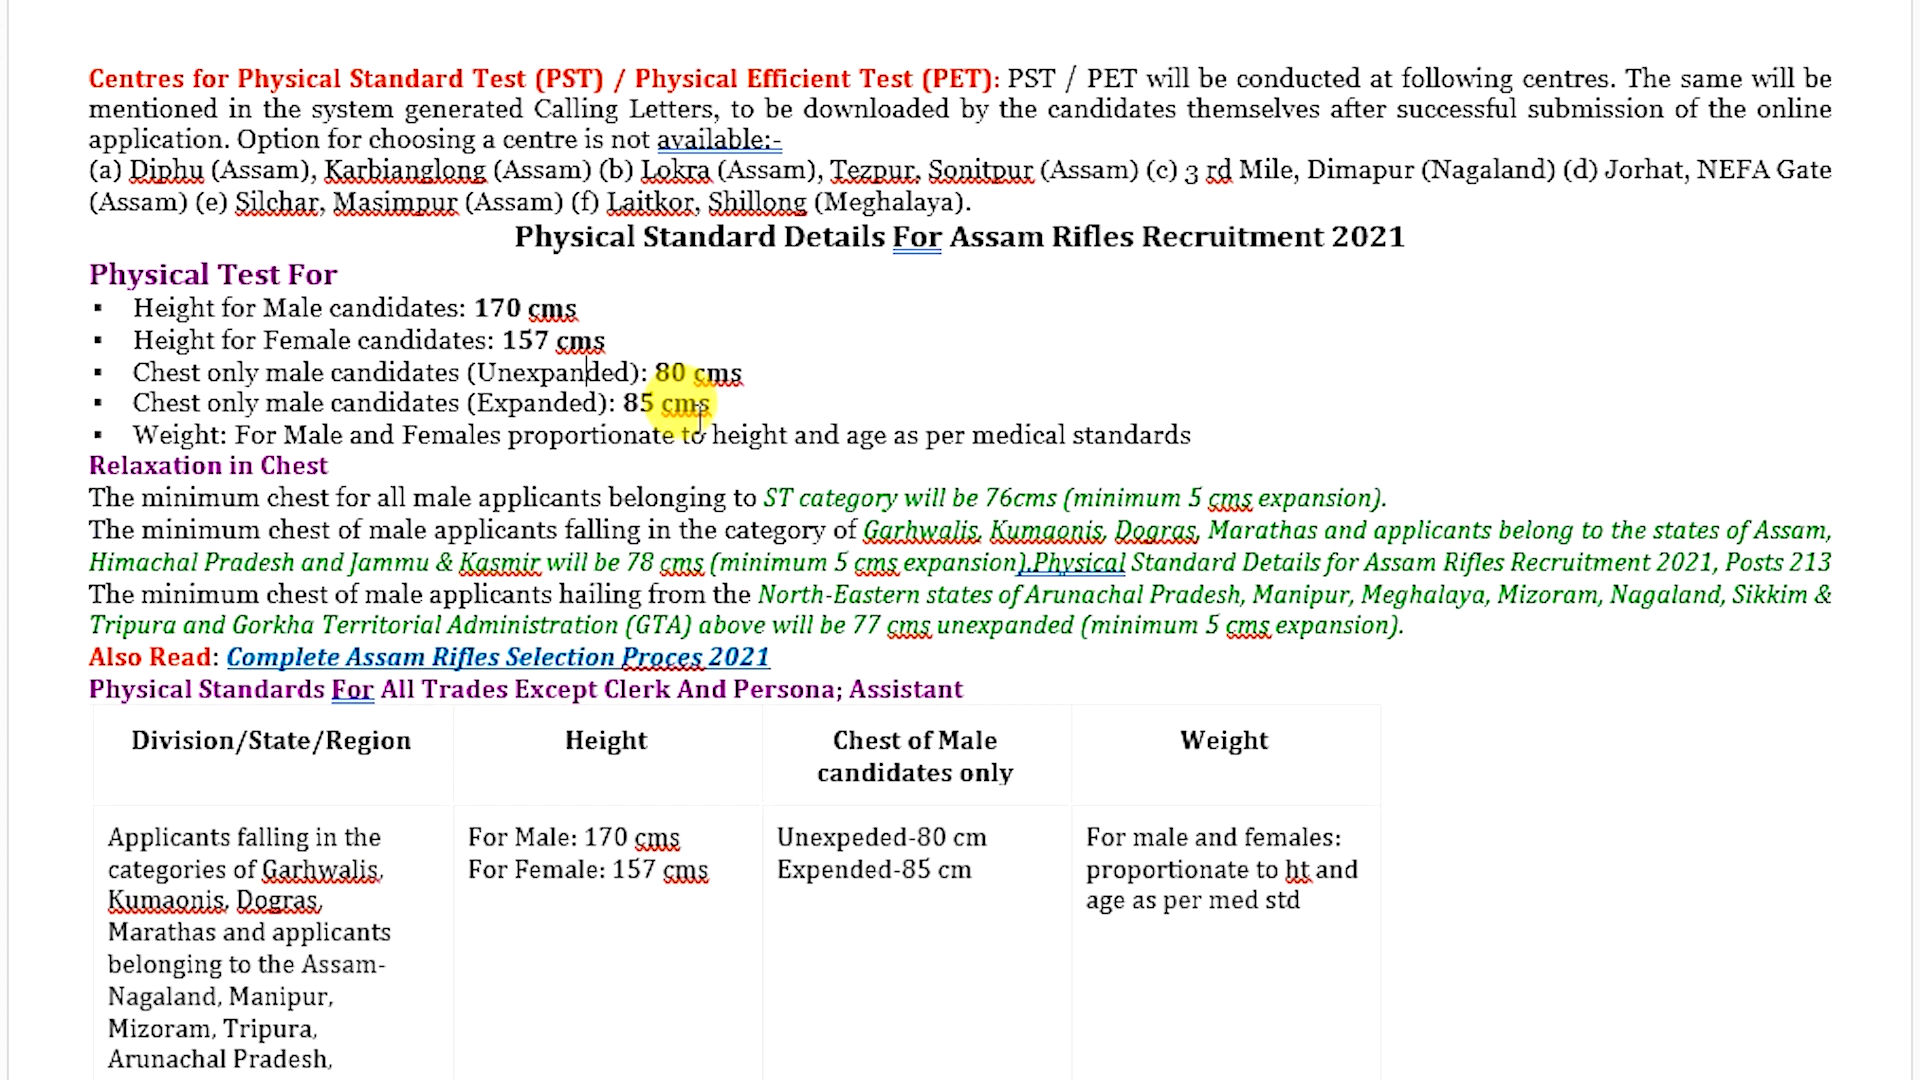 Centres for Physical Standard Test (PST) / Physical Efficient Test (PET): PST / PET will be conducted at following centres. The same will be
mentioned in the system generated Calling Letters, to be downloaded by the candidates themselves after successful submission of the online
application. Option for choosing a centre is not available:-
(a) Diphu (Assam), Karbianglong (Assam) (b) Lokra (Assam), Tezpur, Sonitpur (Assam) (c) 3 rd Mile, Dimapur (Nagaland) (d) Jorhat, NEFA Gate
(Assam) (e) Silchar, Masimpur (Assam) (f) Laitkor, Shillong (Meghalaya).
Physical Standard Details For Assam Rifles Recruitment 2021
Physical Test For
▪ Height for Male candidates: 170 cms
▪ Height for Female candidates: 157 cms
▪ Chest only male candidates (Unexpanded): 80 cms
▪ Chest only male candidates (Expanded): 85 cms
▪ Weight: For Male and Females proportionate to height and age as per medical standards
Relaxation in Chest
The minimum chest for all male applicants belonging to ST category will be 76cms (minimum 5 cms expansion).
The minimum chest of male applicants falling in the category of Garhwalis, Kumaonis, Dogras, Marathas and applicants belong to the states of Assam,
Himachal Pradesh and Jammu & Kasmir will be 78 cms (minimum 5 cms expansion).Physical Standard Details for Assam Rifles Recruitment 2021, Posts 213
The minimum chest of male applicants hailing from the North-Eastern states of Arunachal Pradesh, Manipur, Meghalaya, Mizoram, Nagaland, Sikkim &
Tripura and Gorkha Territorial Administration (GTA) above will be 77 cms unexpanded (minimum 5 cms expansion).
Also Read: Complete Assam Rifles Selection Proces 2021
Physical Standards For All Trades Except Clerk And Persona; Assistant
Division/State/Region
Height
Chest of Male
candidates only
Weight
Applicants falling in the
categories of Garhwalis,
Kumaonis, Dogras,
Marathas and applicants
belonging to the Assam-
Nagaland, Manipur,
Mizoram, Tripura,
Arunachal Pradesh,
For Male: 170 cms
For Female: 157 cms
Unexpeded-80 cm
Expended-85 cm
For male and females:
proportionate to ht and
age as per med std